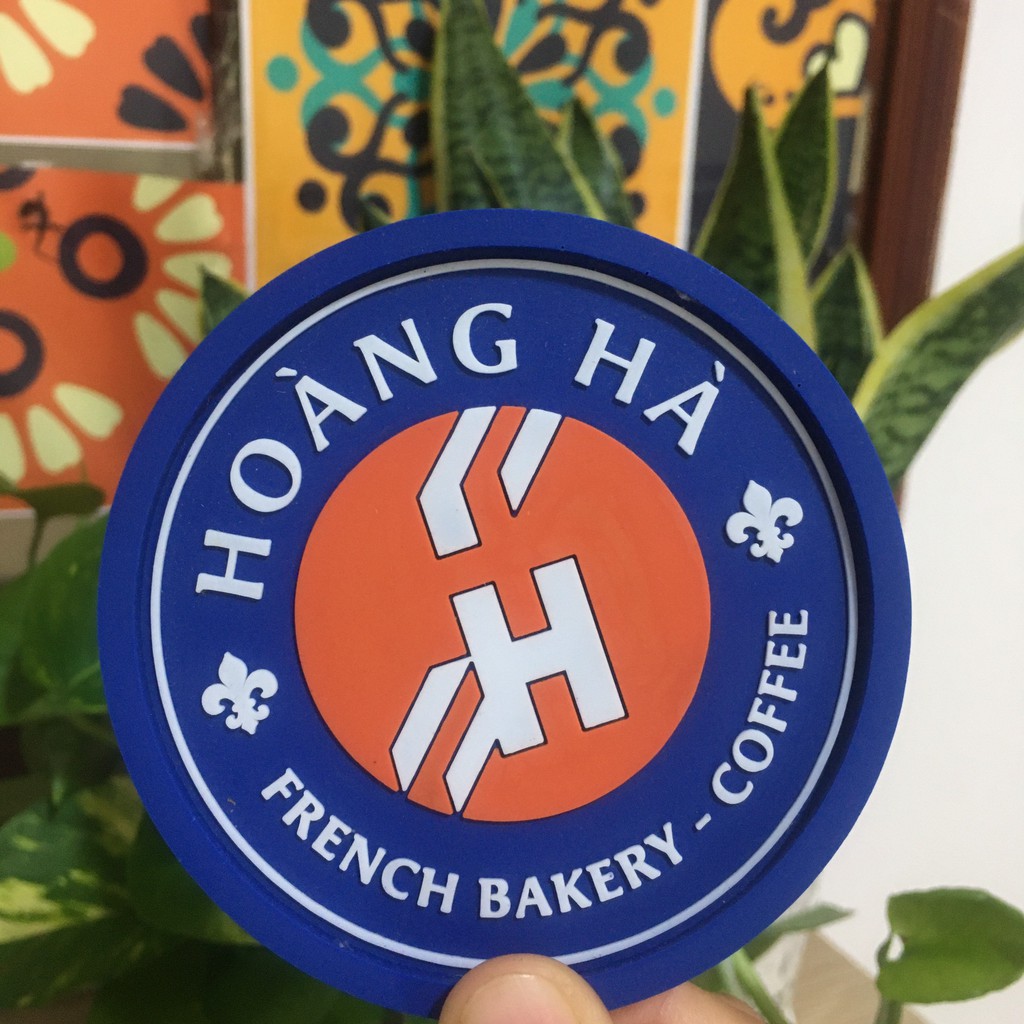 HOÀNG HÀ
H
FRENCH BAKERY - COFFEE